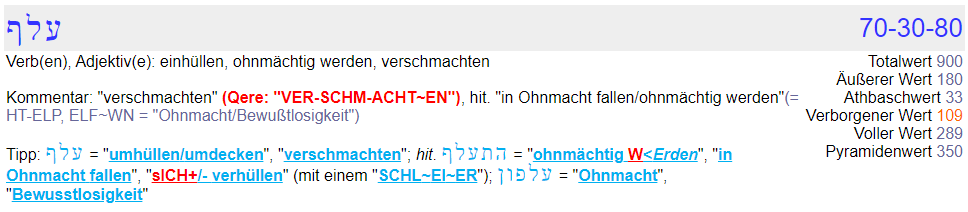 עלף 70-30-80
Verb(en), Adjektiv(e): einhüllen, ohnmächtig werden, verschmachten
Totalwert 900
Äußerer Wert 180
Athbaschwert 33
Verborgener Wert 109
Voller Wert 289
Pyramidenwert 350
Kommentar: "verschmachten" (Qere: "VER-SCHM-ACHT~EN"), hit. "in Ohnmacht fallen/ohnmächtig werden"(=
HT-ELP, ELF~WN = "Ohnmacht/Bewußtlosigkeit")
Tipp: עלף = "umhüllen/umdecken", "verschmachten"; hit. התעלף = "ohnmächtig W<Erden", "in
Ohnmacht fallen", "sICH+/- verhüllen" (mit einem "SCHL~EI~ER"); עלפון = "Ohnmacht",
"Bewusstlosigkeit"